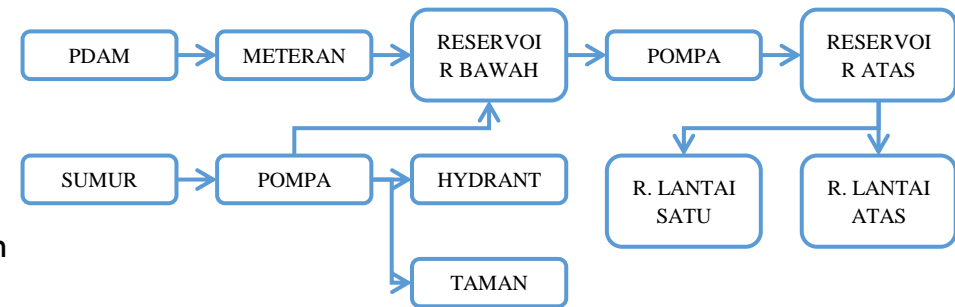 PDAM
METERAN
RESERVOI
R BAWAH
POMPA
RESERVOI
R ATAS
SUMUR
POMPA
HYDRANT
R. LANTAI
SATU
R. LANTAI
ATAS
n
TAMAN